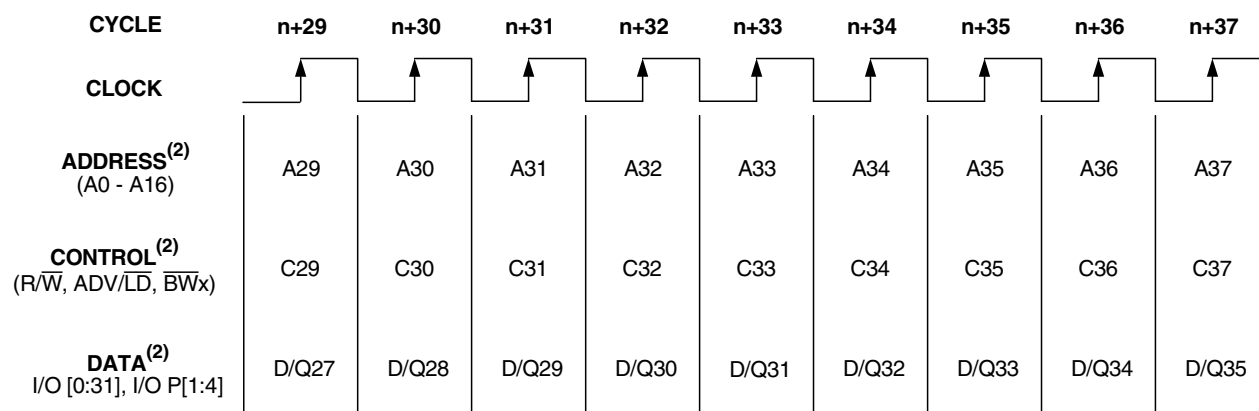 CYCLE n+29 n+30 n+31 n+32 n+33 n+34 n+35 n+36 n+37
CLOCK
ADDRESS(2)
(A0 - A16) A29 A30 A31 A32 A33 A34 A35 A36 A37
CONTROL(2)
(R/W̅, ADV/L̅D̅, B̅W̅x) C29 C30 C31 C32 C33 C34 C35 C36 C37
DATA(2)
I/O [0:31], I/O P[1:4] D/Q27 D/Q28 D/Q29 D/Q30 D/Q31 D/Q32 D/Q33 D/Q34 D/Q35